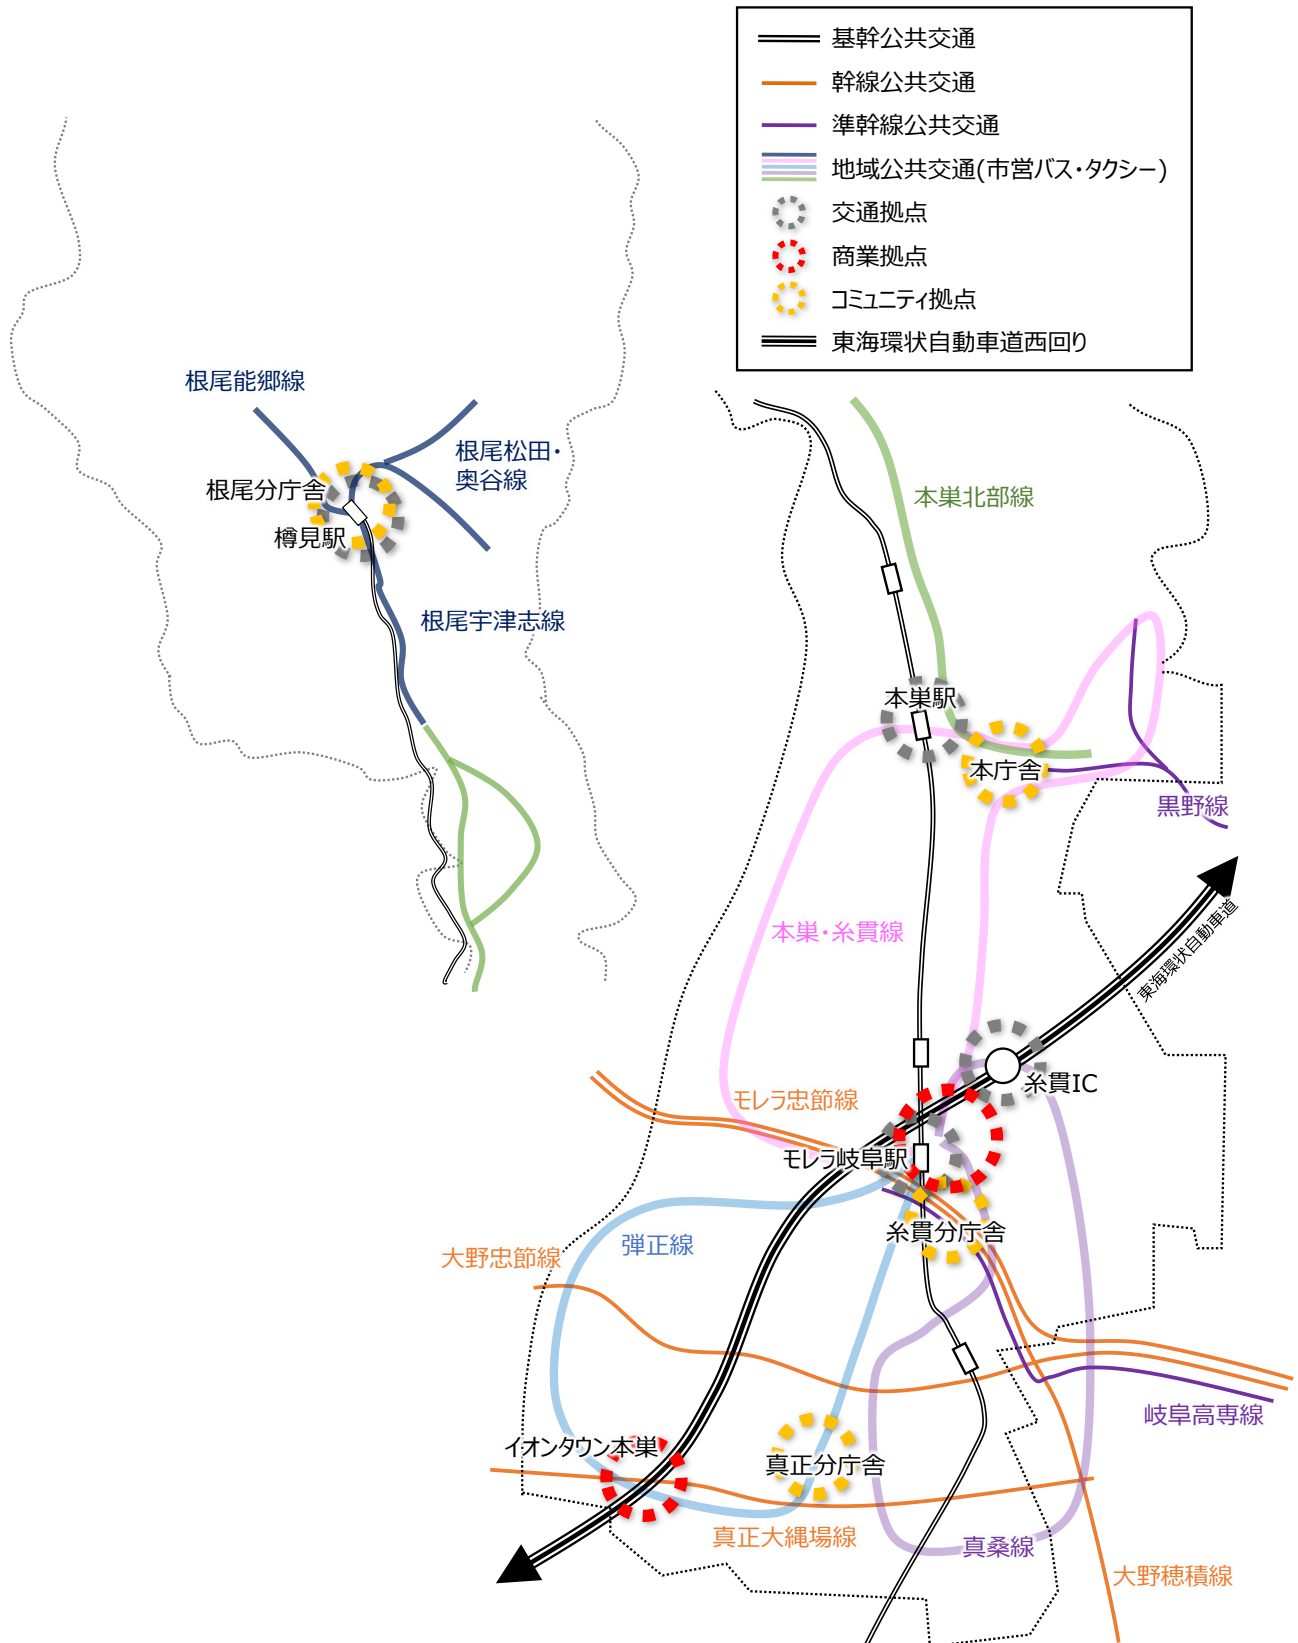 基幹公共交通
幹線公共交通
準幹線公共交通
地域公共交通(市営バス・タクシー)
交通拠点
商業拠点
コミュニティ拠点
東海環状自動車道西回り
根尾能郷線
根尾松田・
奥谷線
根尾分庁舎
樽見駅
根尾宇津志線
本巣北部線
本巣駅
本庁舎
黒野線
本巣・糸貫線
東海環状自動車道
糸貫IC
モレラ忠節線
モレラ岐阜駅
糸貫分庁舎
弾正線
大野忠節線
岐阜高専線
イオンタウン本巣
真正分庁舎
真正大縄場線
真桑線
大野穂積線